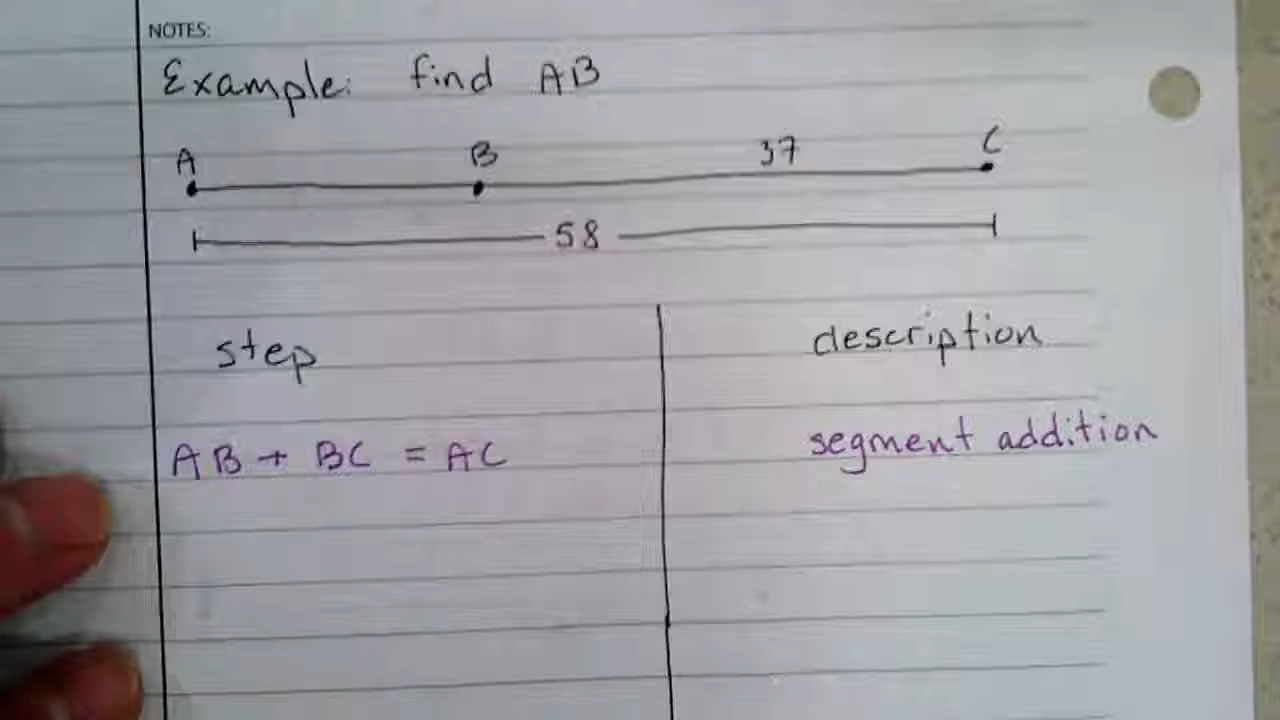 NOTES:
Example: find AB
A B 37 C
58
step description
AB + BC = AC segment addition